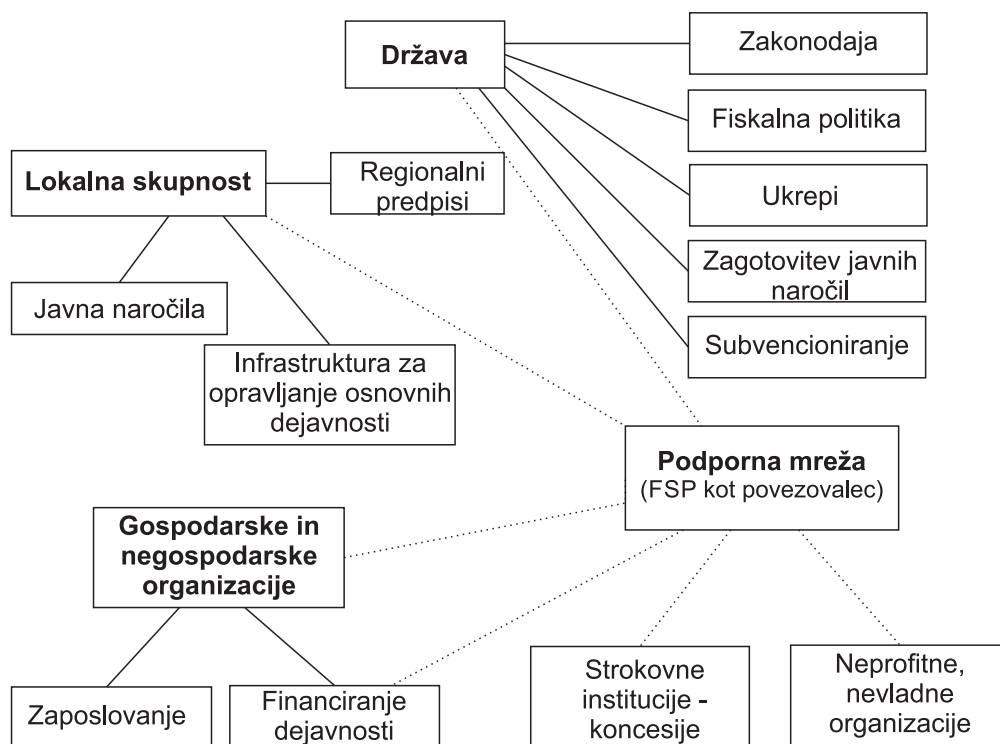 Država
Zakonodaja
Fiskalna politika
Ukrepi
Zagotovitev javnih
naročil
Subvencioniranje
Lokalna skupnost
Regionalni
predpisi
Javna naročila
Infrastruktura za
opravljanje osnovnih
dejavnosti
Podporna mreža
(FSP kot povezovalec)
Gospodarske in
negospodarske
organizacije
Zaposlovanje
Financiranje
dejavnosti
Strokovne
institucije -
koncesije
Neprofitne,
nevladne
organizacije